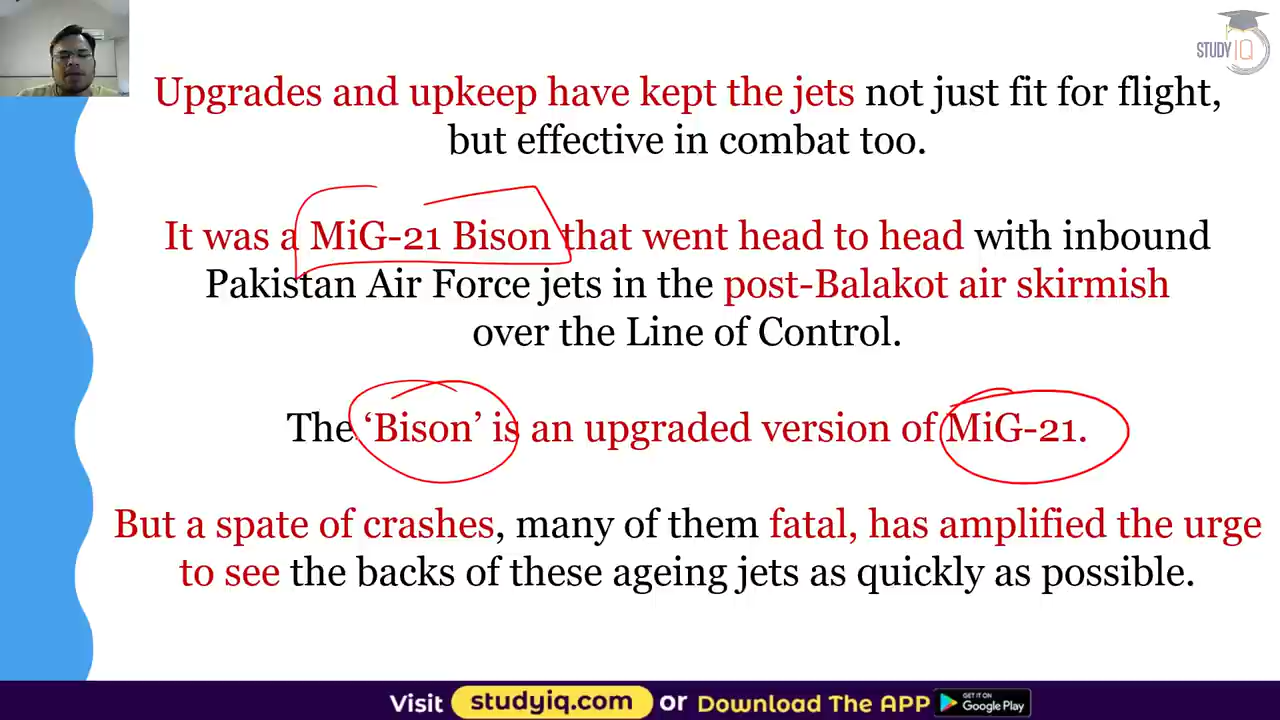 STUDY IQ
Upgrades and upkeep have kept the jets not just fit for flight,
but effective in combat too.
It was a MiG-21 Bison that went head to head with inbound
Pakistan Air Force jets in the post-Balakot air skirmish
over the Line of Control.
The ‘Bison’ is an upgraded version of MiG-21.
But a spate of crashes, many of them fatal, has amplified the urge
to see the backs of these ageing jets as quickly as possible.
Visit studyiq.com or Download The APP GET IT ON Google Play